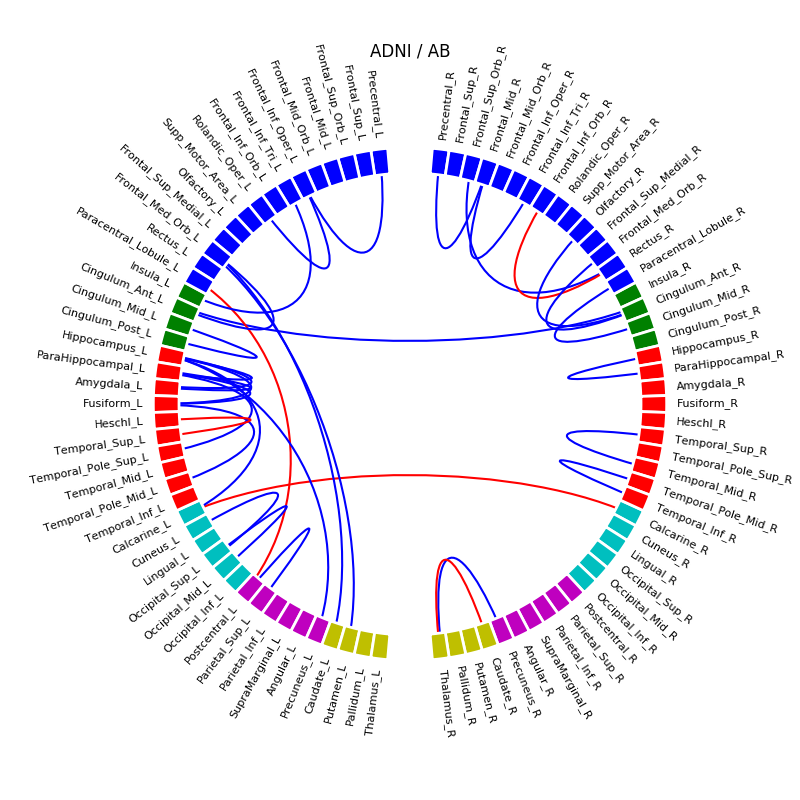 ADNI / AB
Precentral_L
Frontal_Sup_L
Frontal_Sup_Orb_L
Frontal_Mid_L
Frontal_Mid_Orb_L
Frontal_Inf_Oper_L
Frontal_Inf_Tri_L
Frontal_Inf_Orb_L
Rolandic_Oper_L
Supp_Motor_Area_L
Olfactory_L
Frontal_Sup_Medial_L
Frontal_Med_Orb_L
Rectus_L
Paracentral_Lobule_L
Insula_L
Cingulum_Ant_L
Cingulum_Mid_L
Cingulum_Post_L
Hippocampus_L
ParaHippocampal_L
Amygdala_L
Fusiform_L
Heschl_L
Temporal_Sup_L
Temporal_Pole_Sup_L
Temporal_Mid_L
Temporal_Pole_Mid_L
Temporal_Inf_L
Calcarine_L
Cuneus_L
Lingual_L
Occipital_Sup_L
Occipital_Mid_L
Occipital_Inf_L
Postcentral_L
Parietal_Sup_L
Parietal_Inf_L
SupraMarginal_L
Angular_L
Precuneus_L
Caudate_L
Putamen_L
Pallidum_L
Thalamus_L
Precentral_R
Frontal_Sup_R
Frontal_Sup_Orb_R
Frontal_Mid_R
Frontal_Mid_Orb_R
Frontal_Inf_Oper_R
Frontal_Inf_Tri_R
Frontal_Inf_Orb_R
Rolandic_Oper_R
Supp_Motor_Area_R
Olfactory_R
Frontal_Sup_Medial_R
Frontal_Med_Orb_R
Rectus_R
Paracentral_Lobule_R
Insula_R
Cingulum_Ant_R
Cingulum_Mid_R
Cingulum_Post_R
Hippocampus_R
ParaHippocampal_R
Amygdala_R
Fusiform_R
Heschl_R
Temporal_Sup_R
Temporal_Pole_Sup_R
Temporal_Mid_R
Temporal_Pole_Mid_R
Temporal_Inf_R
Calcarine_R
Cuneus_R
Lingual_R
Occipital_Sup_R
Occipital_Mid_R
Occipital_Inf_R
Postcentral_R
Parietal_Sup_R
Parietal_Inf_R
SupraMarginal_R
Angular_R
Precuneus_R
Caudate_R
Putamen_R
Pallidum_R
Thalamus_R